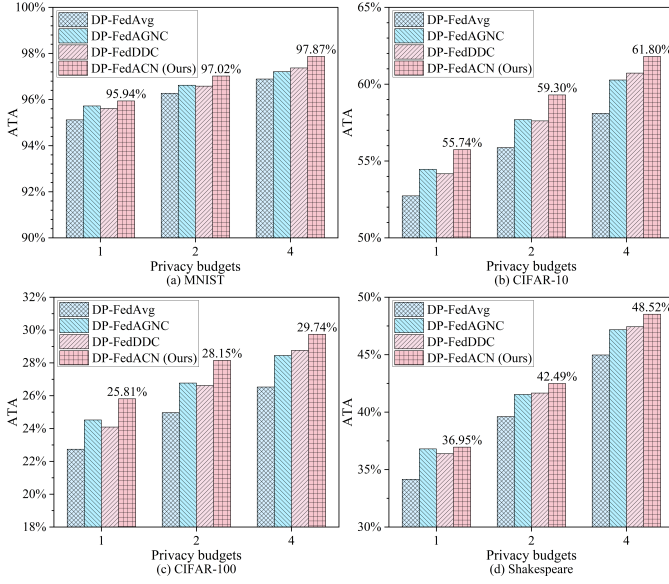 100%
98%
96%
94%
92%
90%
ATA
DP-FedAvg
DP-FedAGNC
DP-FedDDC
DP-FedACN (Ours)
95.94%
97.02%
97.87%
1
2
4
Privacy budgets
(a) MNIST
65%
60%
55%
50%
ATA
DP-FedAvg
DP-FedAGNC
DP-FedDDC
DP-FedACN (Ours)
55.74%
59.30%
61.80%
1
2
4
Privacy budgets
(b) CIFAR-10
32%
30%
28%
26%
24%
22%
20%
18%
ATA
DP-FedAvg
DP-FedAGNC
DP-FedDDC
DP-FedACN (Ours)
25.81%
28.15%
29.74%
1
2
4
Privacy budgets
(c) CIFAR-100
50%
45%
40%
35%
30%
ATA
DP-FedAvg
DP-FedAGNC
DP-FedDDC
DP-FedACN (Ours)
36.95%
42.49%
48.52%
1
2
4
Privacy budgets
(d) Shakespeare